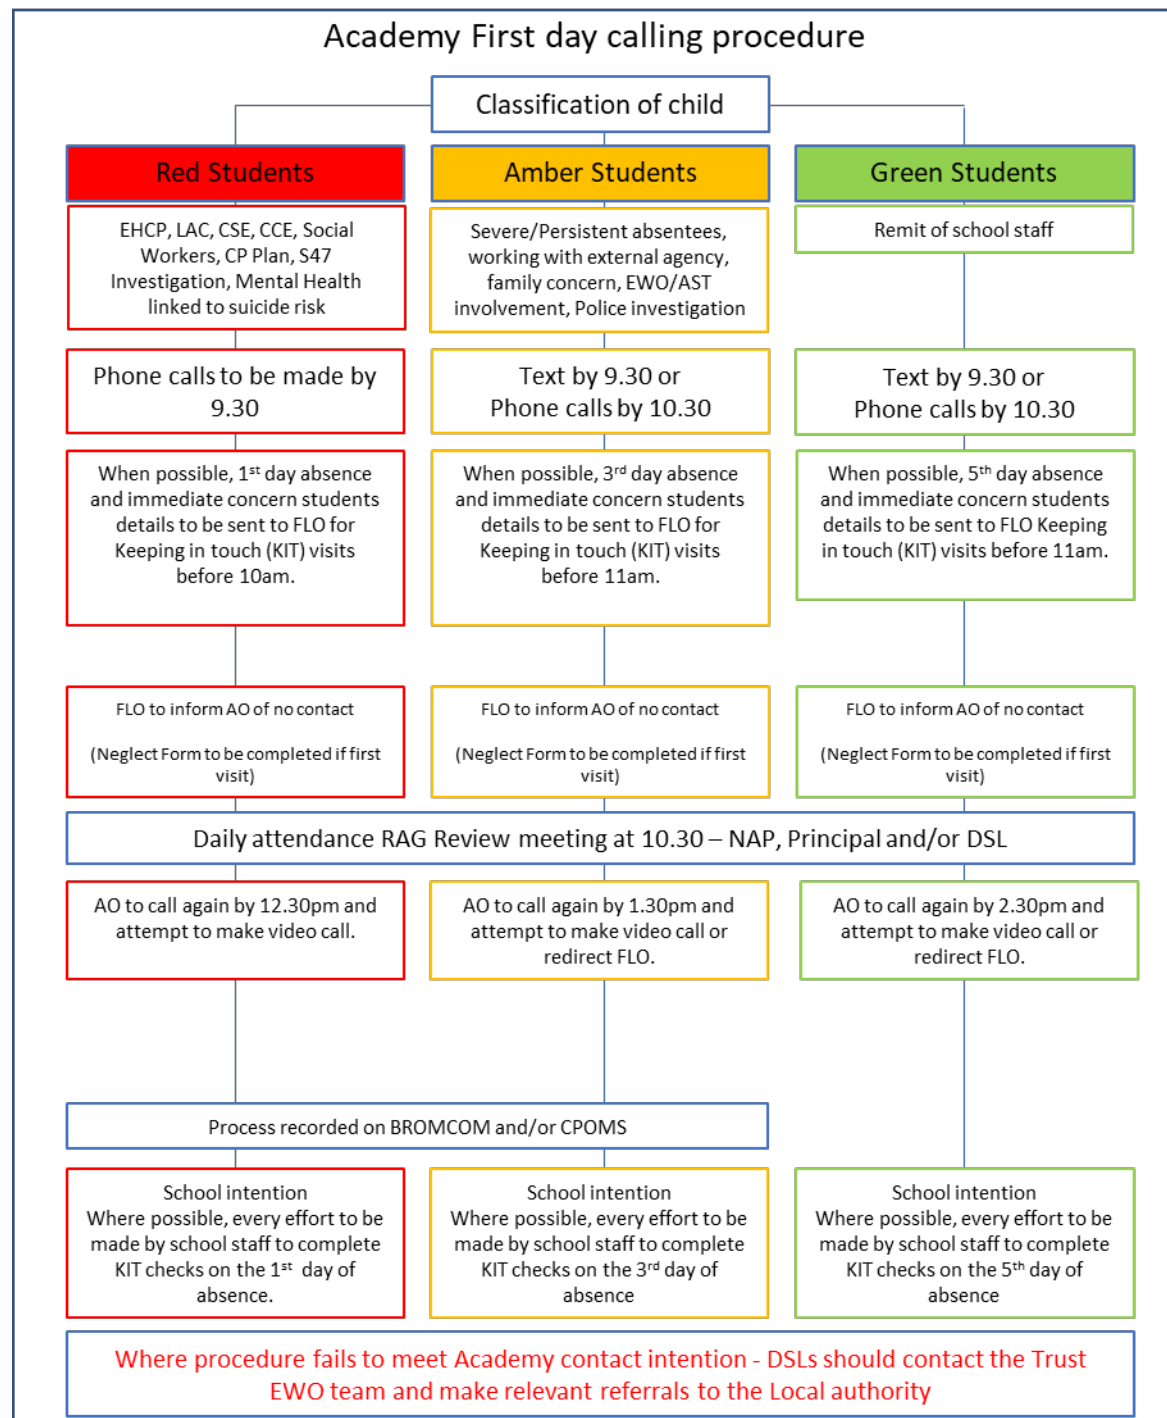 Academy First day calling procedure
Classification of child
Red Students
Amber Students
Green Students
EHCP, LAC, CSE, CCE, Social
Workers, CP Plan, S47
Investigation, Mental Health
linked to suicide risk
Severe/Persistent absentees,
working with external agency,
family concern, EWO/AST
involvement, Police investigation
Remit of school staff
Phone calls to be made by
9.30
Text by 9.30 or
Phone calls by 10.30
Text by 9.30 or
Phone calls by 10.30
When possible, 1st day absence
and immediate concern students
details to be sent to FLO for
Keeping in touch (KIT) visits
before 10am.
When possible, 3rd day absence
and immediate concern students
details to be sent to FLO for
Keeping in touch (KIT) visits
before 11am.
When possible, 5th day absence
and immediate concern students
details to be sent to FLO Keeping
in touch (KIT) visits before 11am.
FLO to inform AO of no contact
(Neglect Form to be completed if first
visit)
FLO to inform AO of no contact
(Neglect Form to be completed if first
visit)
FLO to inform AO of no contact
(Neglect Form to be completed if first
visit)
Daily attendance RAG Review meeting at 10.30 – NAP, Principal and/or DSL
AO to call again by 12.30pm and
attempt to make video call.
AO to call again by 1.30pm and
attempt to make video call or
redirect FLO.
AO to call again by 2.30pm and
attempt to make video call or
redirect FLO.
Process recorded on BROMCOM and/or CPOMS
School intention
Where possible, every effort to be
made by school staff to complete
KIT checks on the 1st day of
absence.
School intention
Where possible, every effort to be
made by school staff to complete
KIT checks on the 3rd day of
absence
School intention
Where possible, every effort to be
made by school staff to complete
KIT checks on the 5th day of
absence
Where procedure fails to meet Academy contact intention - DSLs should contact the Trust
EWO team and make relevant referrals to the Local authority